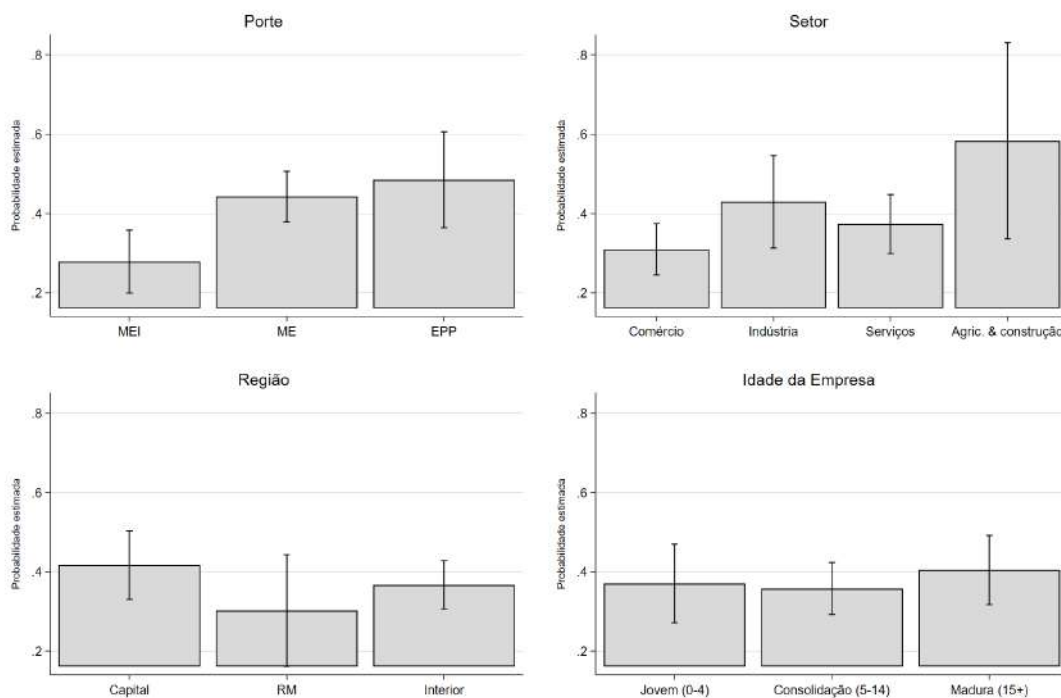 Porte
Probabilidade estimada
.8
.6
.4
.2
MEI ME EPP
Setor
Probabilidade estimada
.8
.6
.4
.2
Comércio Indústria Serviços Agric. & construção
Região
Probabilidade estimada
.8
.6
.4
.2
Capital RM Interior
Idade da Empresa
Probabilidade estimada
.8
.6
.4
.2
Jovem (0-4) Consolidação (5-14) Madura (15+)